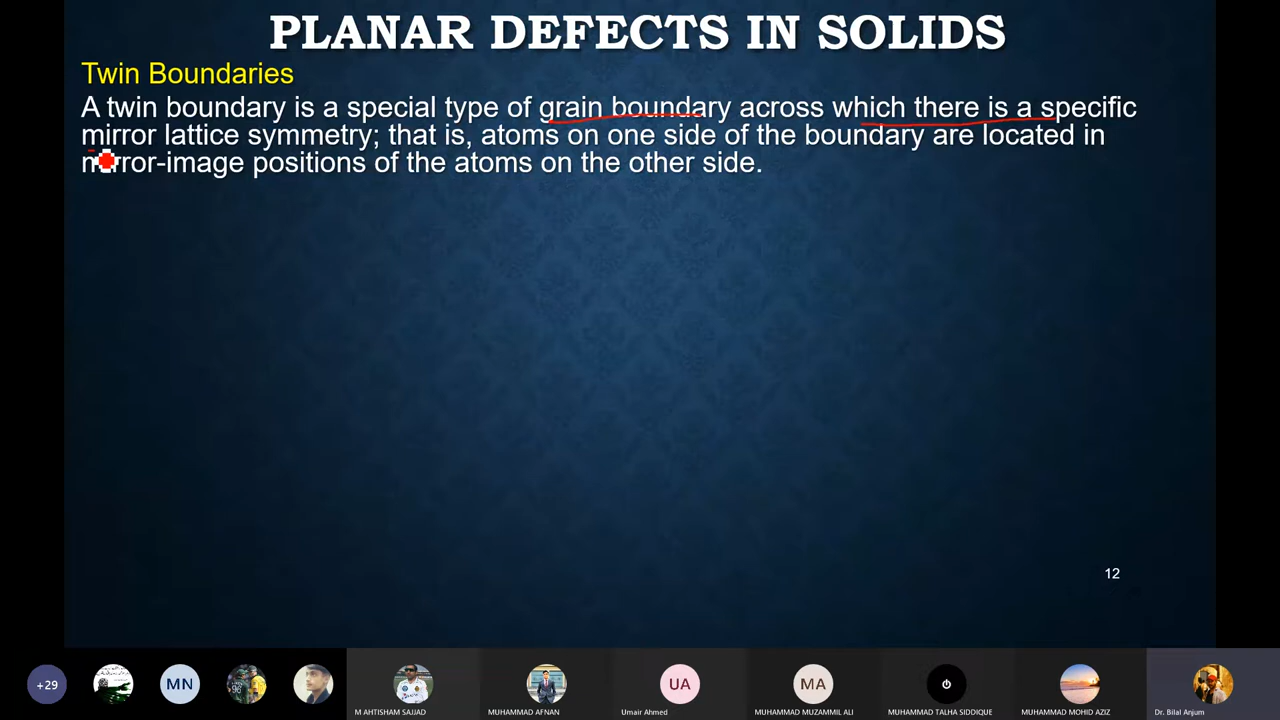 PLANAR DEFECTS IN SOLIDS
Twin Boundaries
A twin boundary is a special type of grain boundary across which there is a specific
mirror lattice symmetry; that is, atoms on one side of the boundary are located in
mirror-image positions of the atoms on the other side.
12
+29
MN
UA
MA
M AHTISHAM SAJJAD
MUHAMMAD AFNAN
Umair Ahmed
MUHAMMAD MUZAMMIL ALI
MUHAMMAD TALHA SIDDIQUE
MUHAMMAD MOHID AZIZ
Dr. Bilal Anjum